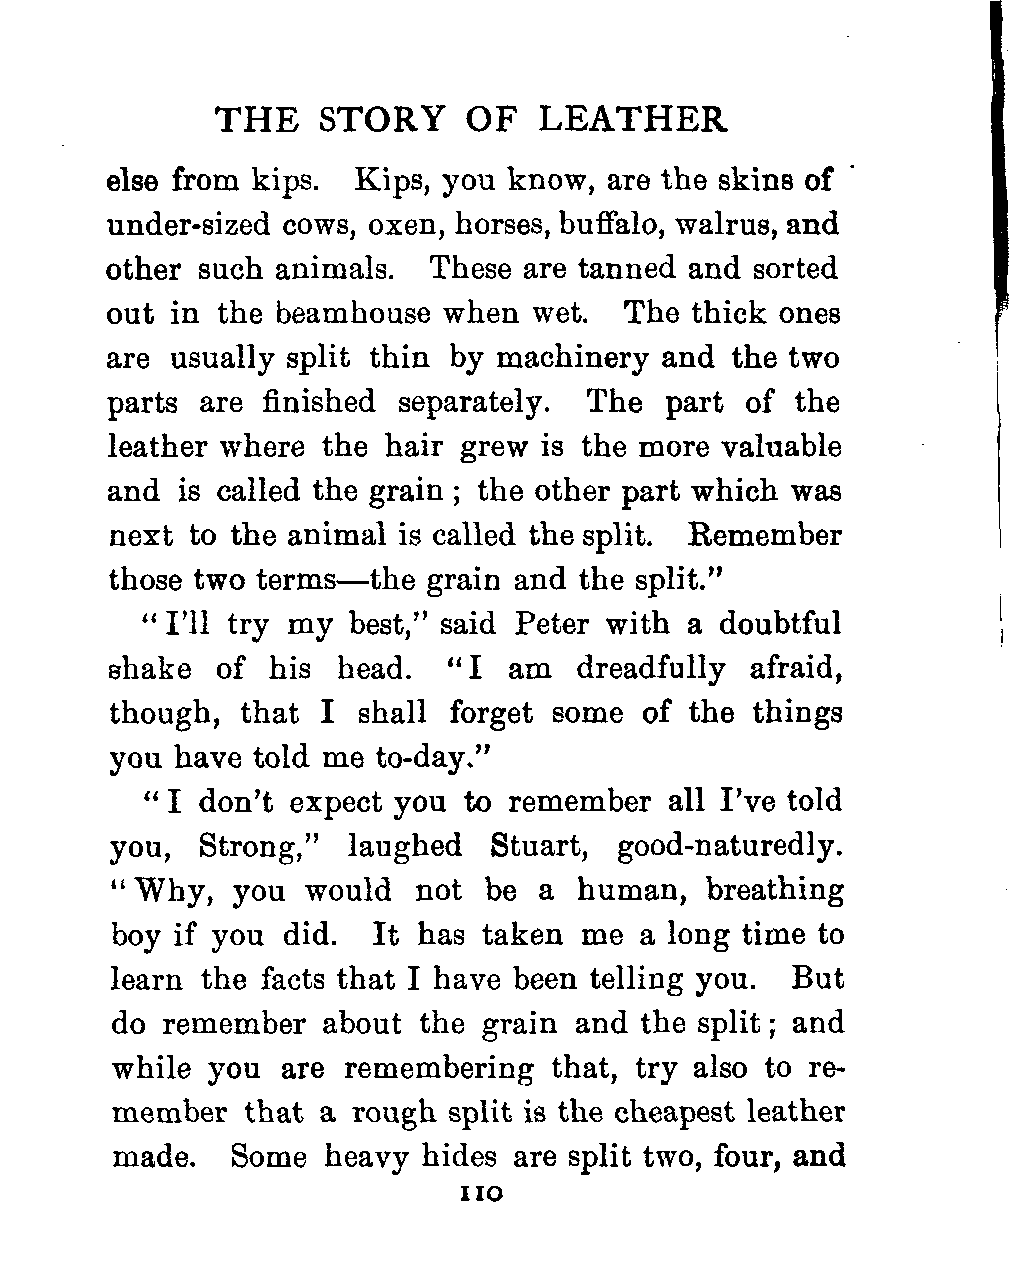 THE STORY OF LEATHER
else from kips. Kips, you know, are the skins of
under-sized cows, oxen, horses, buffalo, walrus, and
other such animals. These are tanned and sorted
out in the beamhouse when wet. The thick ones
are usually split thin by machinery and the two
parts are finished separately. The part of the
leather where the hair grew is the more valuable
and is called the grain ; the other part which was
next to the animal is called the split. Remember
those two terms—the grain and the split."
"I'll try my best," said Peter with a doubtful
shake of his head. "I am dreadfully afraid,
though, that I shall forget some of the things
you have told me to-day."
"I don't expect you to remember all I've told
you, Strong," laughed Stuart, good-naturedly.
"Why, you would not be a human, breathing
boy if you did. It has taken me a long time to
learn the facts that I have been telling you. But
do remember about the grain and the split ; and
while you are remembering that, try also to re-
member that a rough split is the cheapest leather
made. Some heavy hides are split two, four, and
110